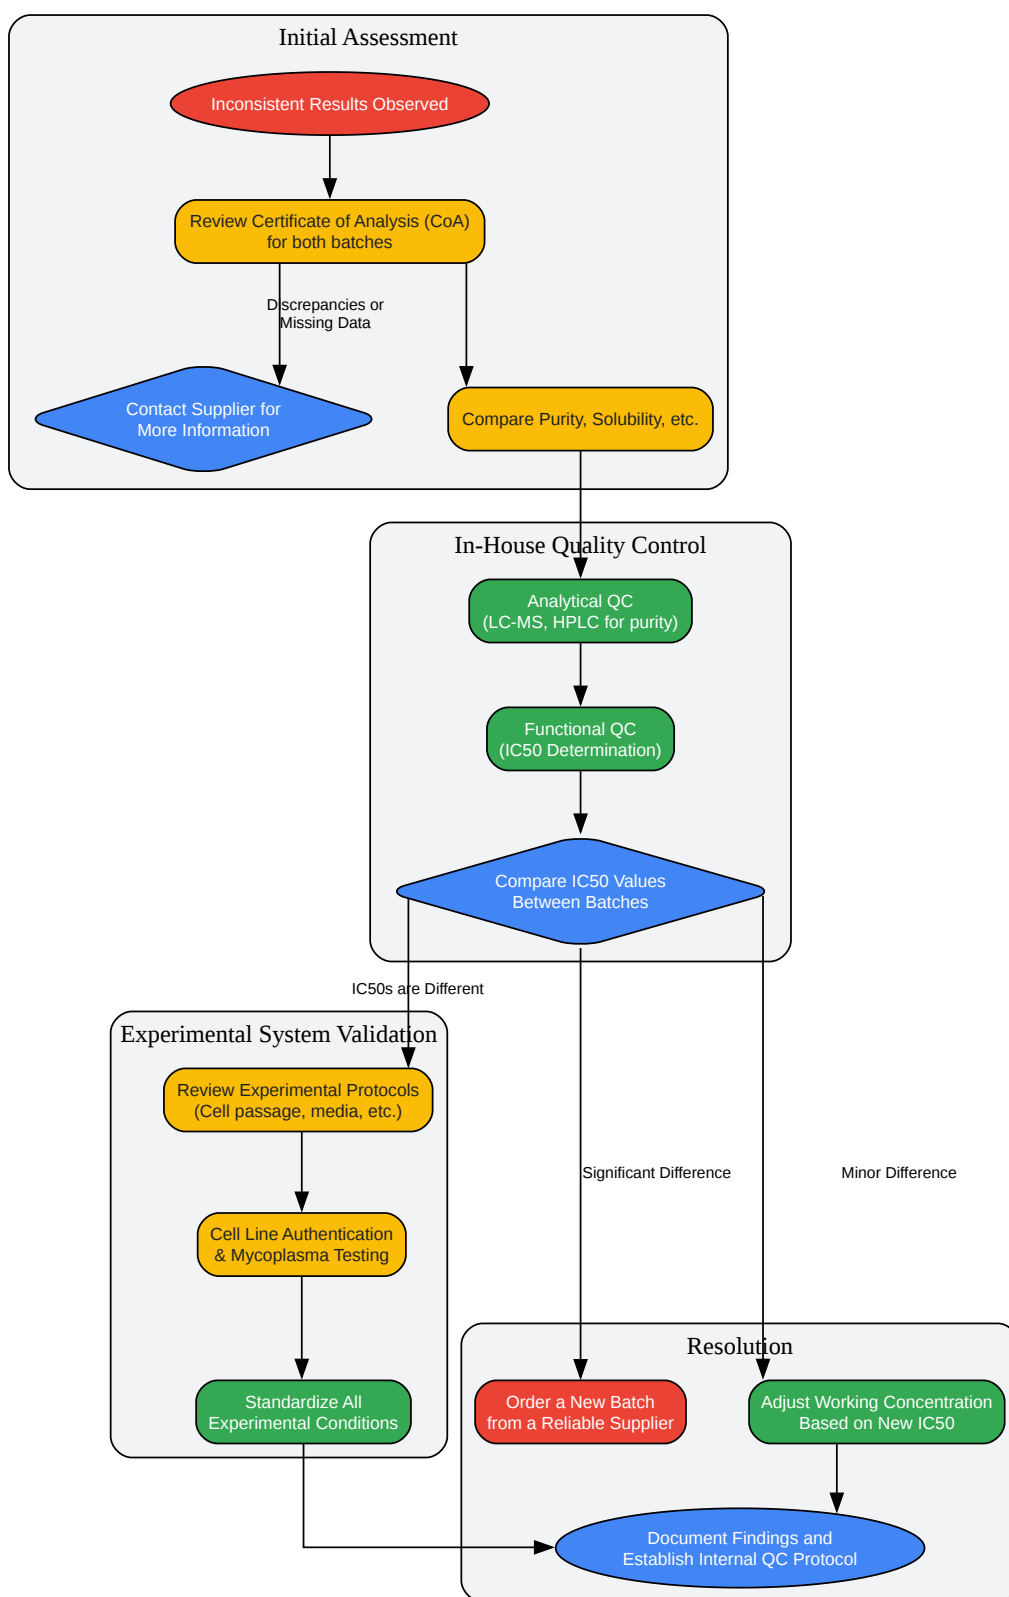 Initial Assessment
Inconsistent Results Observed
Review Certificate of Analysis (CoA)
for both batches
Discrepancies or
Missing Data
Contact Supplier for
More Information
Compare Purity, Solubility, etc.
In-House Quality Control
Analytical QC
(LC-MS, HPLC for purity)
Functional QC
(IC50 Determination)
Compare IC50 Values
Between Batches
IC50s are Different
Experimental System Validation
Review Experimental Protocols
(Cell passage, media, etc.)
Significant Difference
Minor Difference
Cell Line Authentication
& Mycoplasma Testing
Standardize All
Experimental Conditions
Resolution
Order a New Batch
from a Reliable Supplier
Adjust Working Concentration
Based on New IC50
Document Findings and
Establish Internal QC Protocol